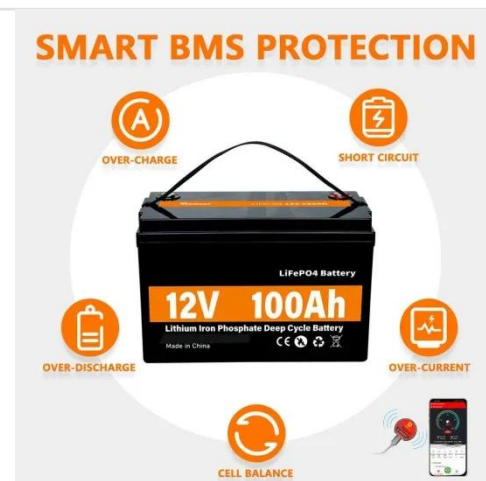 SMART BMS PROTECTION
OVER-CHARGE
SHORT CIRCUIT
LiFePO4 Battery
12V 100Ah
Lithium Iron Phosphate Deep Cycle Battery
Made in China
CE
OVER-DISCHARGE
OVER-CURRENT
CELL BALANCE